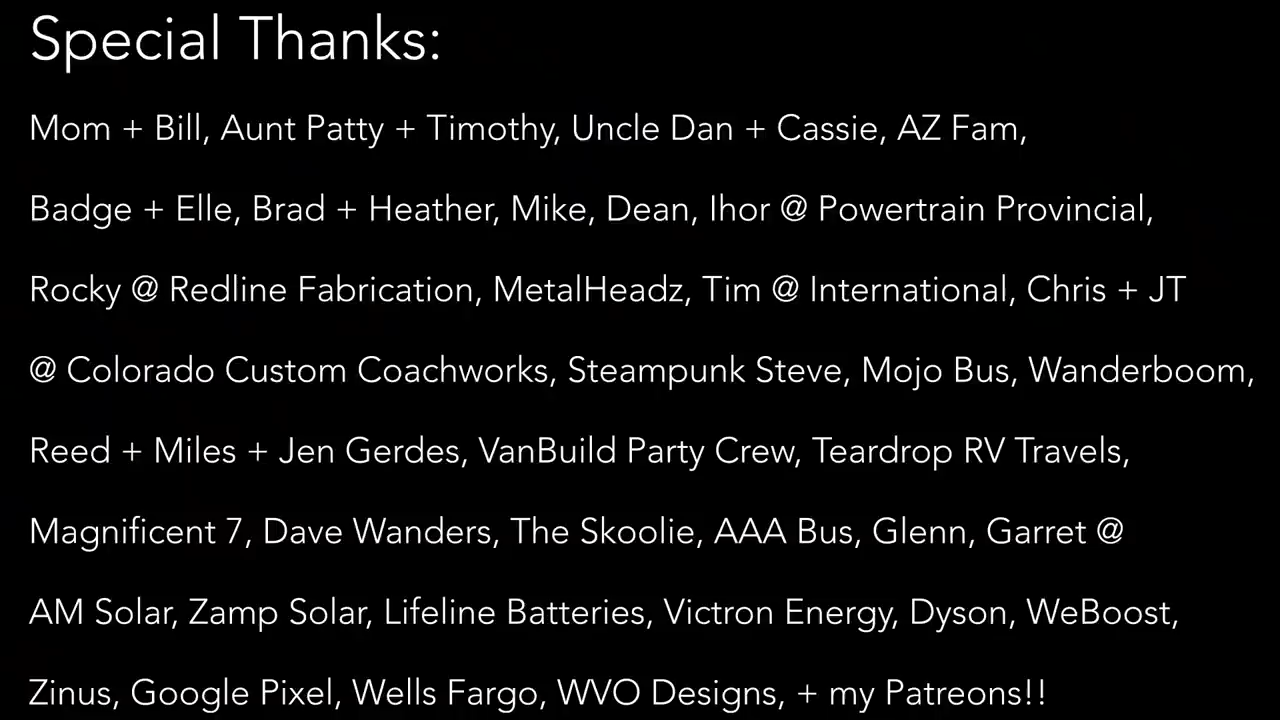 Special Thanks:
Mom + Bill, Aunt Patty + Timothy, Uncle Dan + Cassie, AZ Fam,
Badge + Elle, Brad + Heather, Mike, Dean, Ihor @ Powertrain Provincial,
Rocky @ Redline Fabrication, MetalHeadz, Tim @ International, Chris + JT
@ Colorado Custom Coachworks, Steampunk Steve, Mojo Bus, Wanderboom,
Reed + Miles + Jen Gerdes, VanBuild Party Crew, Teardrop RV Travels,
Magnificent 7, Dave Wanders, The Skoolie, AAA Bus, Glenn, Garret @
AM Solar, Zamp Solar, Lifeline Batteries, Victron Energy, Dyson, WeBoost,
Zinus, Google Pixel, Wells Fargo, WVO Designs, + my Patreons!!